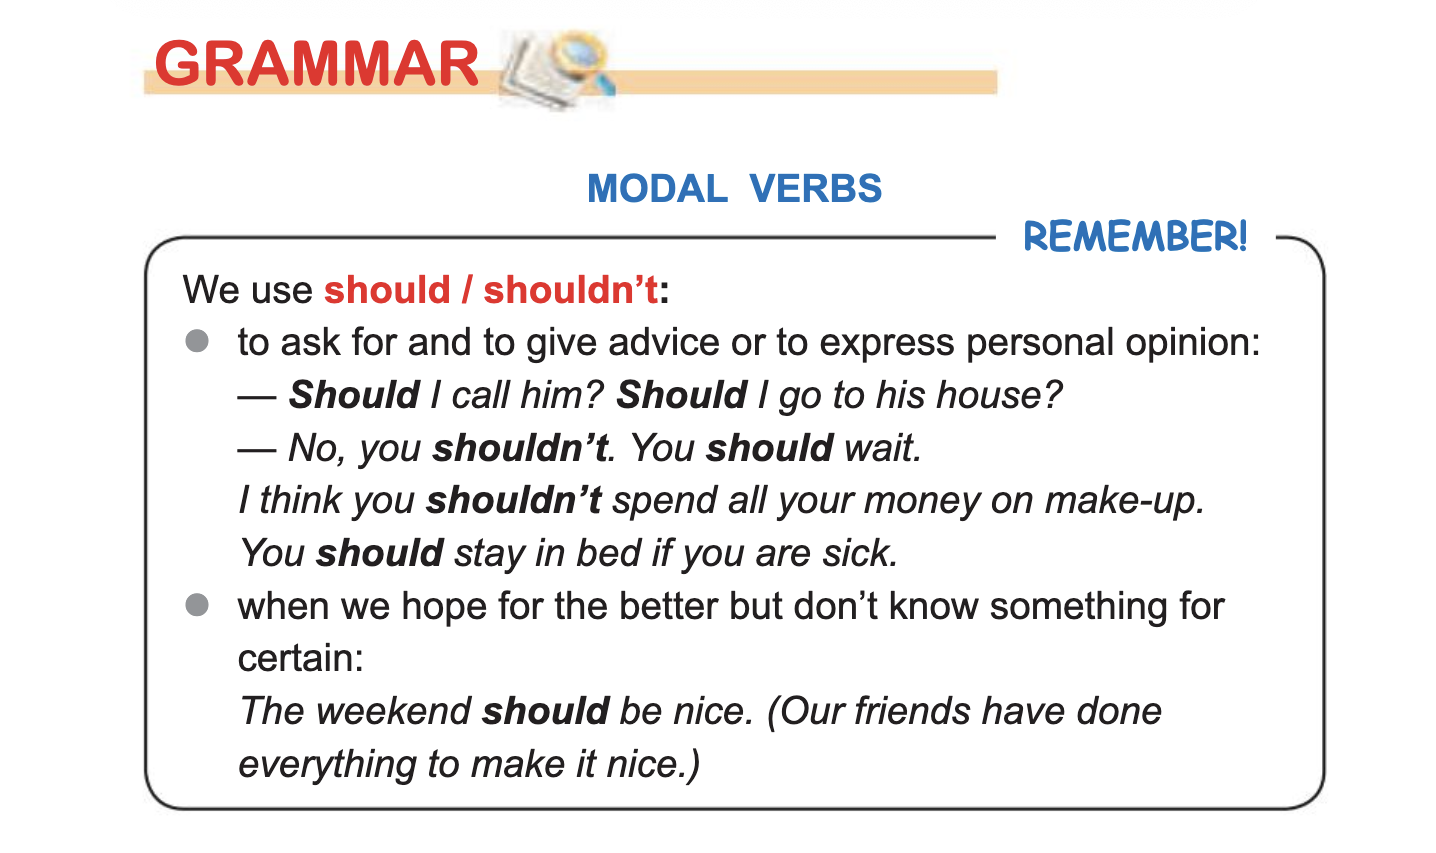 GRAMMAR
MODAL VERBS
REMEMBER!
We use should / shouldn’t:
● to ask for and to give advice or to express personal opinion:
— Should I call him? Should I go to his house?
— No, you shouldn’t. You should wait.
I think you shouldn’t spend all your money on make-up.
You should stay in bed if you are sick.
● when we hope for the better but don’t know something for
certain:
The weekend should be nice. (Our friends have done
everything to make it nice.)